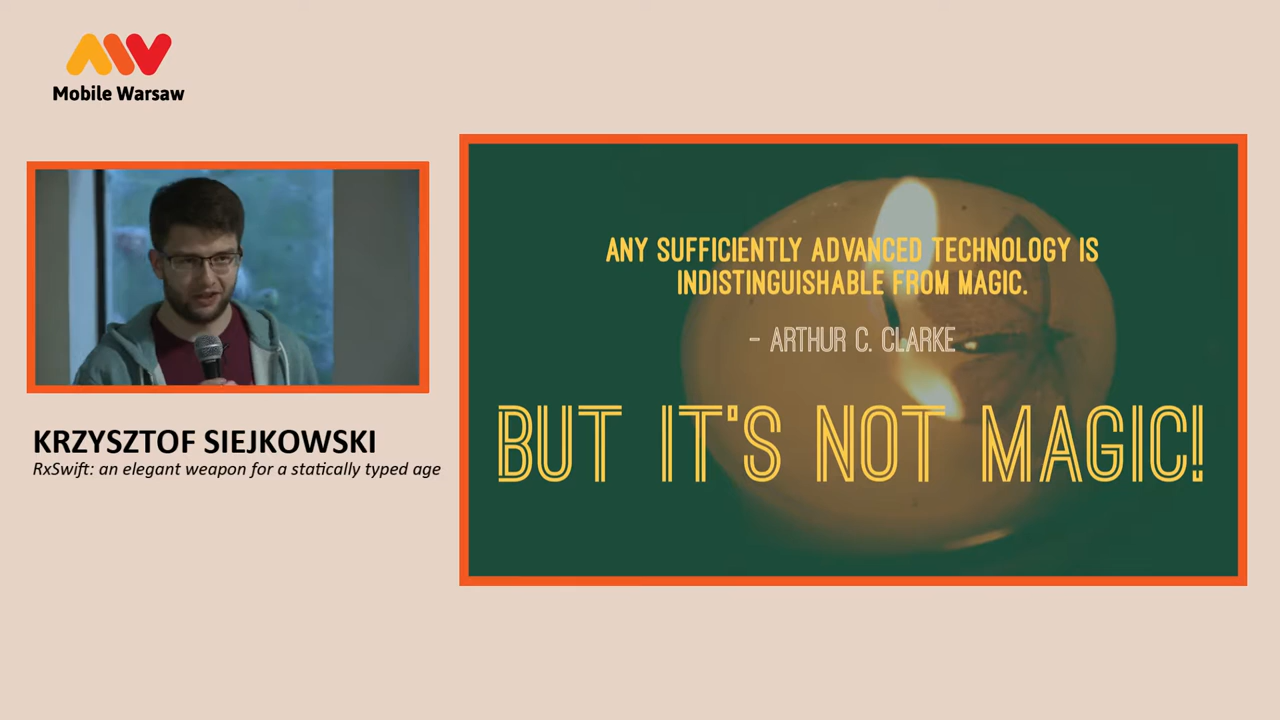 Mobile Warsaw
KRZYSZTOF SIEJKOWSKI
RxSwift: an elegant weapon for a statically typed age
ANY SUFFICIENTLY ADVANCED TECHNOLOGY IS
INDISTINGUISHABLE FROM MAGIC.
- ARTHUR C. CLARKE
BUT IT'S NOT MAGIC!